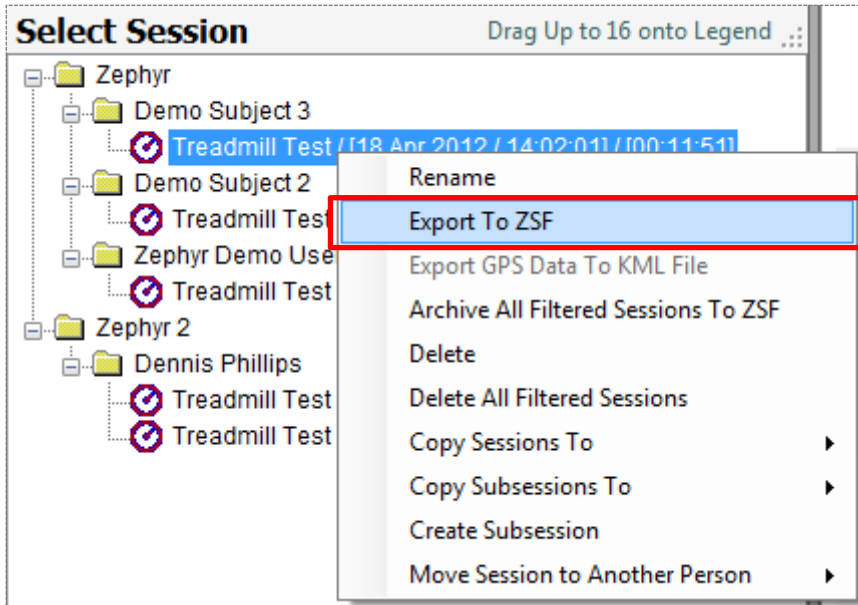 Select Session
Drag Up to 16 onto Legend
Zephyr
Demo Subject 3
Treadmill Test / [18 Apr 2012 / 14:02:01] / [00:11:51]
Demo Subject 2
Treadmill Test
Zephyr Demo Use
Treadmill Test
Zephyr 2
Dennis Phillips
Treadmill Test
Treadmill Test
Rename
Export To ZSF
Export GPS Data To KML File
Archive All Filtered Sessions To ZSF
Delete
Delete All Filtered Sessions
Copy Sessions To
Copy Subsessions To
Create Subsession
Move Session to Another Person